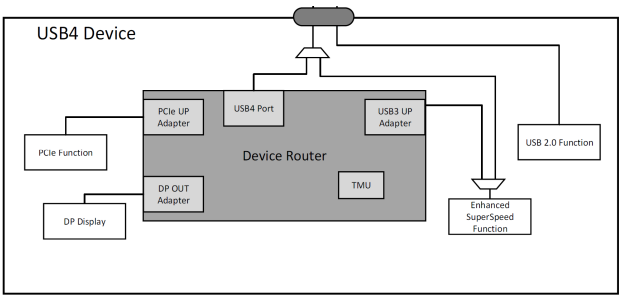 USB4 Device
PCIe UP
Adapter
USB4 Port
USB3 UP
Adapter
PCIe Function
Device Router
USB 2.0 Function
DP OUT
Adapter
TMU
DP Display
Enhanced
SuperSpeed
Function